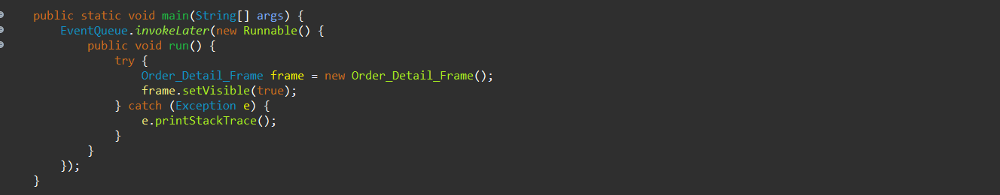 public static void main(String[] args) {
    EventQueue.invokeLater(new Runnable() {
        public void run() {
            try {
                Order_Detail_Frame frame = new Order_Detail_Frame();
                frame.setVisible(true);
            } catch (Exception e) {
                e.printStackTrace();
            }
        }
    });
}